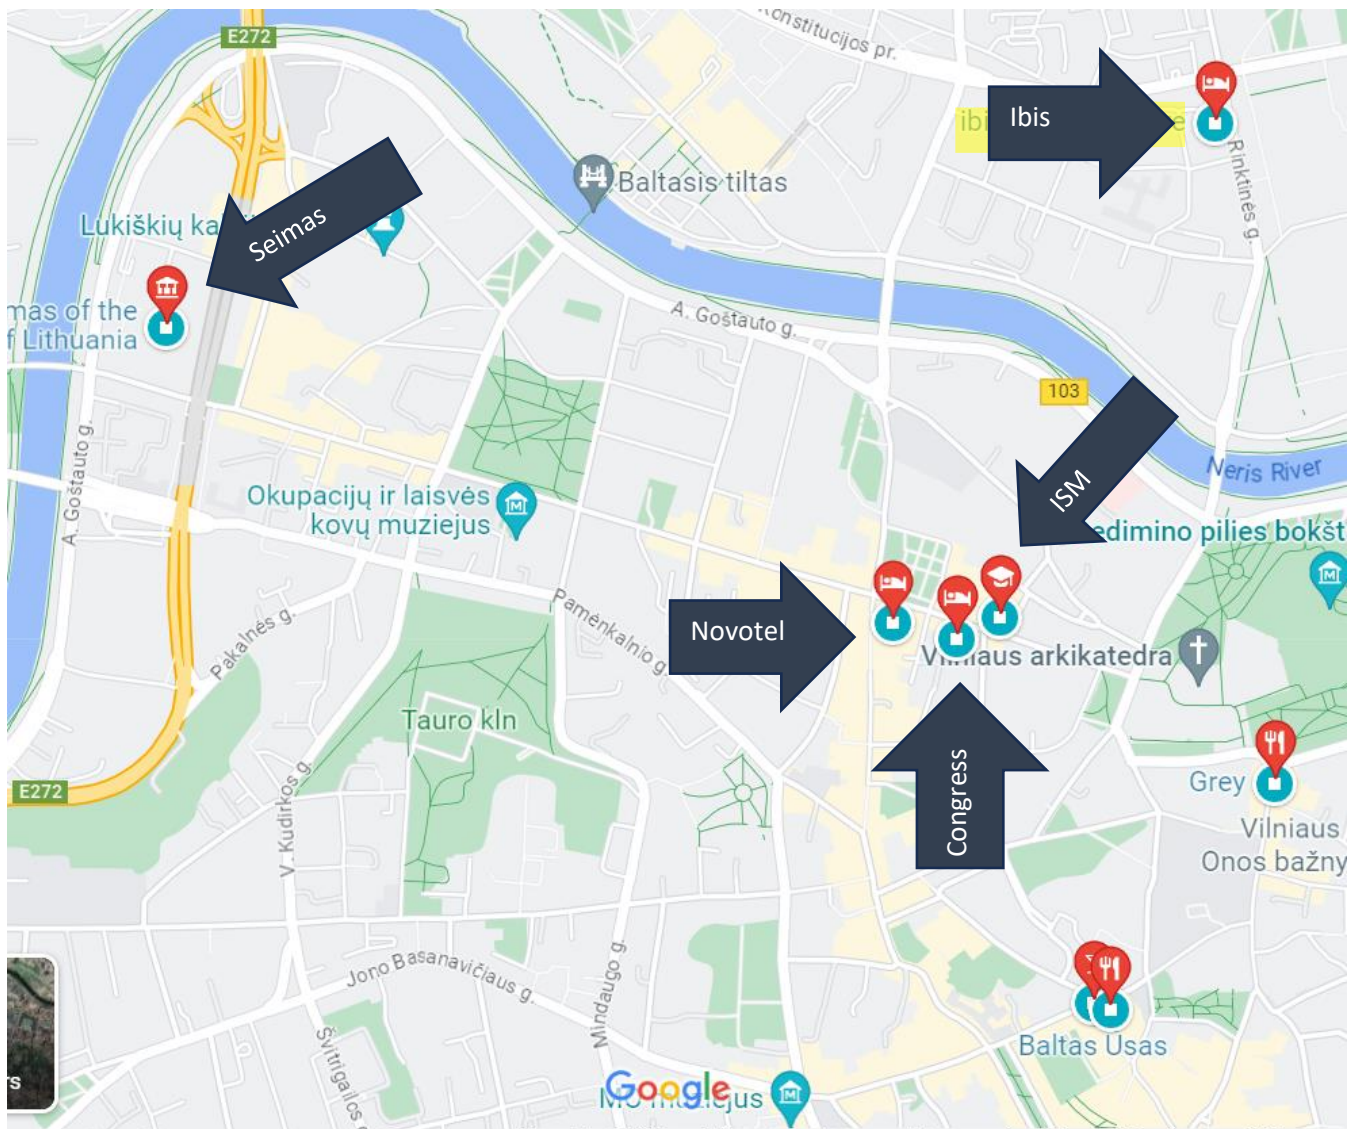 E272
Konstitucijos pr.
Ibis
Rinktinės g.
Baltasis tiltas
Seimas
Lukiškių
mas of the
f Lithuania
A. Goštauto g.
103
Neris River
ISM
A. Goštauto g.
Okupacijų ir laisvės
kovų muziejus
edimino pilies bokšt
Pamėnkalnio g.
Novotel
Vilniaus arkikatedra
Pakalnės g.
Tauro kln
Congress
E272
Grey
V. Kudirkos g.
Vilniaus
Onos bažny
Jono Basanavičiaus g.
Mindaugo g.
Švitrigailos g.
Baltas Ūsas
rs
Google